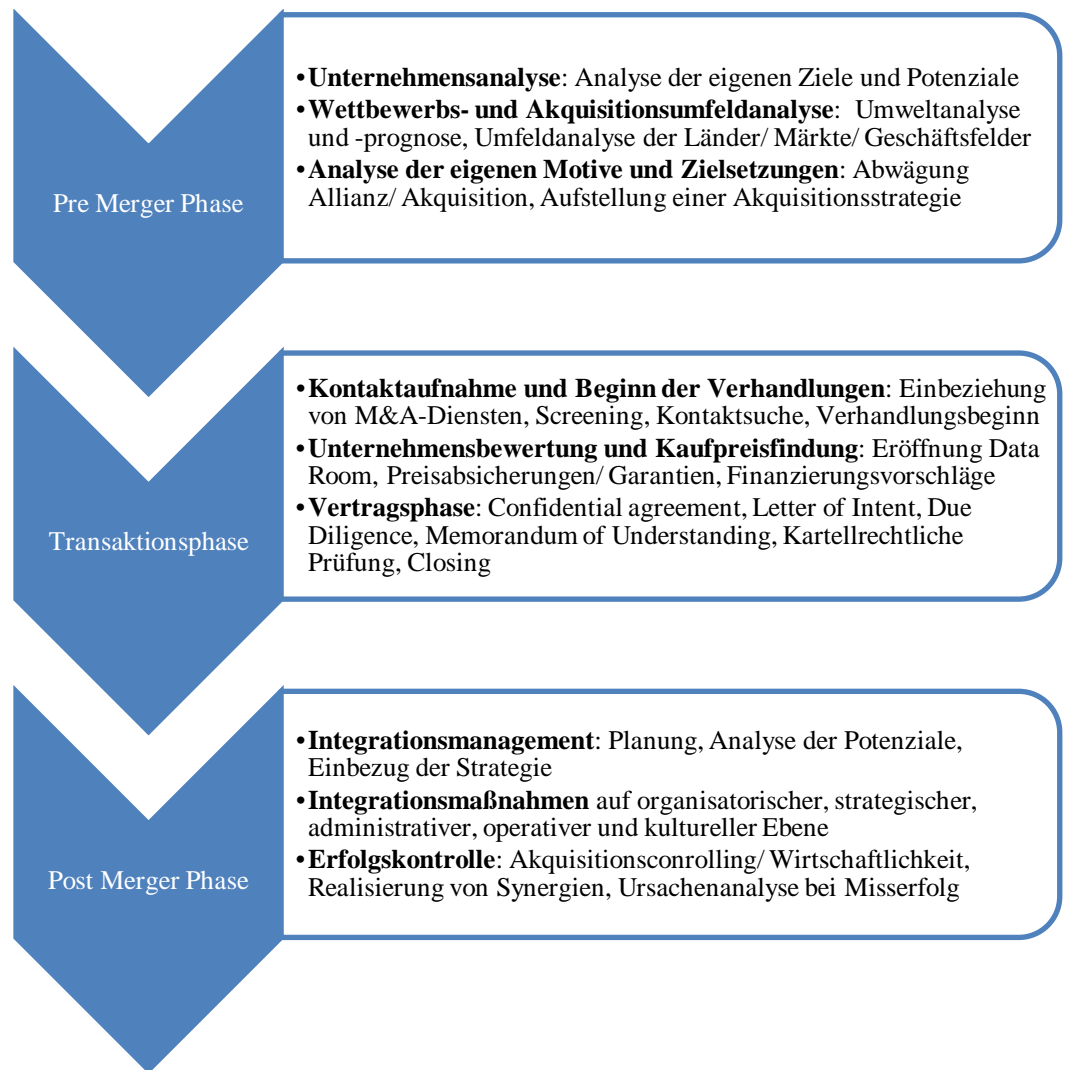 Pre Merger Phase
•Unternehmensanalyse: Analyse der eigenen Ziele und Potenziale
•Wettbewerbs- und Akquisitionsumfeldanalyse: Umweltanalyse
und -prognose, Umfeldanalyse der Länder/ Märkte/ Geschäftsfelder
•Analyse der eigenen Motive und Zielsetzungen: Abwägung
Allianz/ Akquisition, Aufstellung einer Akquisitionsstrategie
Transaktionsphase
•Kontaktaufnahme und Beginn der Verhandlungen: Einbeziehung
von M&A-Diensten, Screening, Kontaktsuche, Verhandlungsbeginn
•Unternehmensbewertung und Kaufpreisfindung: Eröffnung Data
Room, Preisabsicherungen/ Garantien, Finanzierungsvorschläge
•Vertragsphase: Confidential agreement, Letter of Intent, Due
Diligence, Memorandum of Understanding, Kartellrechtliche
Prüfung, Closing
Post Merger Phase
•Integrationsmanagement: Planung, Analyse der Potenziale,
Einbezug der Strategie
•Integrationsmaßnahmen auf organisatorischer, strategischer,
administrativer, operativer und kultureller Ebene
•Erfolgskontrolle: Akquisitionsconrolling/ Wirtschaftlichkeit,
Realisierung von Synergien, Ursachenanalyse bei Misserfolg